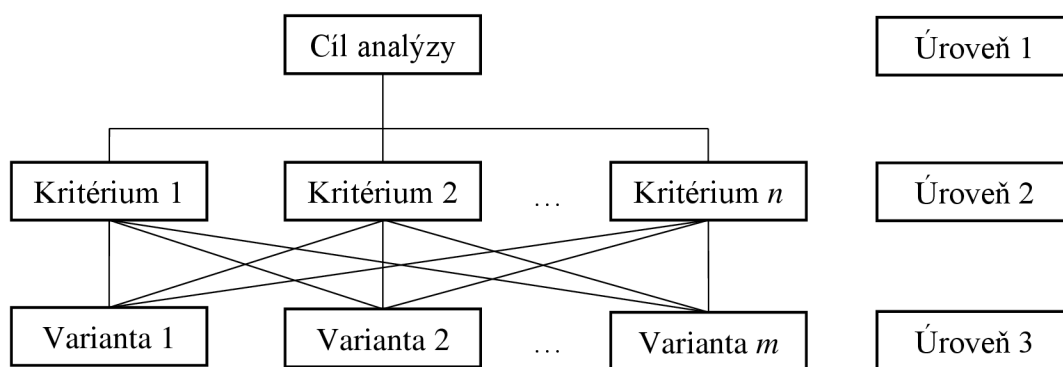 Cíl analýzy Úroveň 1
Kritérium 1 Kritérium 2 ... Kritérium n Úroveň 2
Varianta 1 Varianta 2 ... Varianta m Úroveň 3